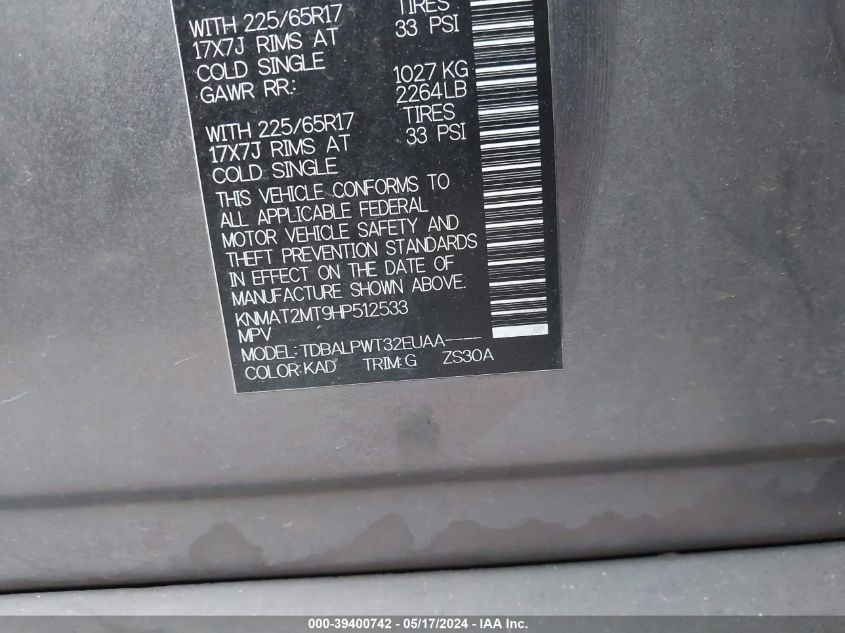 TIRES
WITH 225/65R17 33 PSI
17X7J RIMS AT
COLD SINGLE 1027 KG
GAWR RR: 2264LB
TIRES
WITH 225/65R17 33 PSI
17X7J RIMS AT
COLD SINGLE
THIS VEHICLE CONFORMS TO
ALL APPLICABLE FEDERAL
MOTOR VEHICLE SAFETY AND
THEFT PREVENTION STANDARDS
IN EFFECT ON THE DATE OF
MANUFACTURE SHOWN ABOVE.
KNMAT2MT9HP512533
MPV
MODEL:TDBALPWT32EUAA----
COLOR:KAD TRIM:G ZS30A
000-39400742 — 05/17/2024 — IAA Inc.